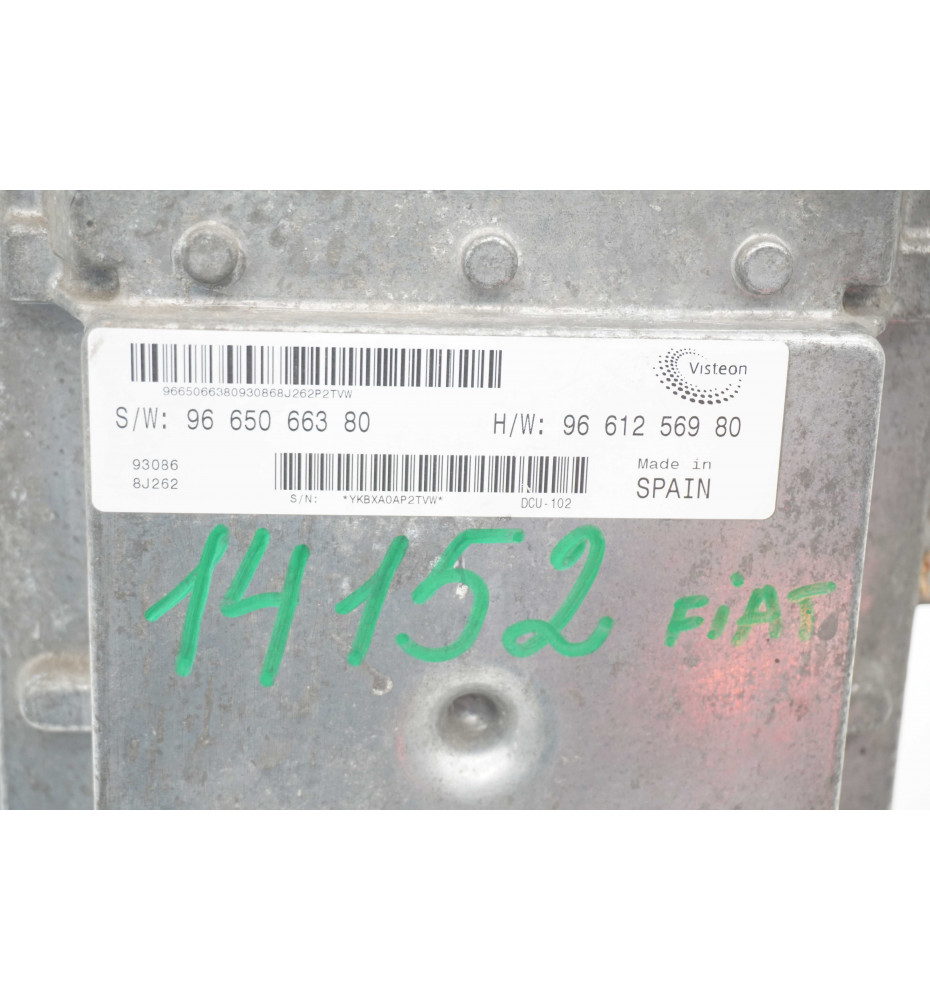 9665066380930868J262P2TVW
Visteon
S/W: 96 650 663 80
H/W: 96 612 569 80
93086
8J262
S/N: *YKBXA0AP2TVW*
DCU-102
Made in
SPAIN
14152 FiAT